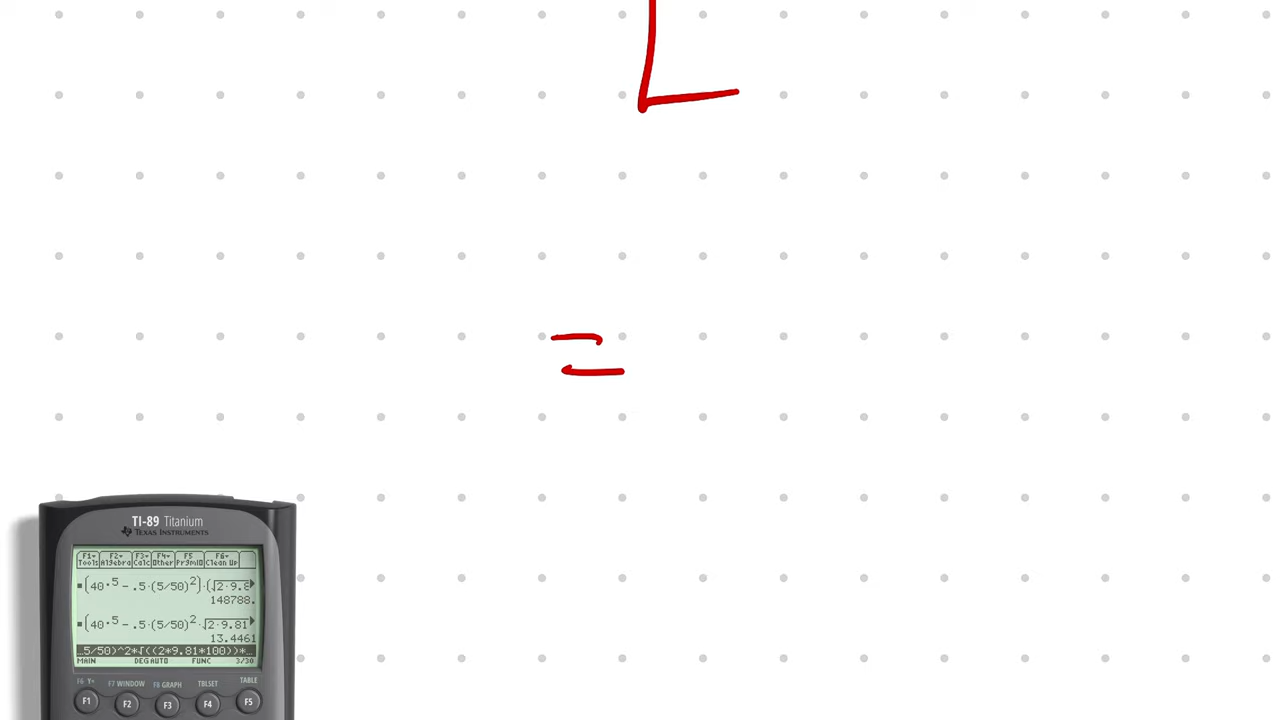 =
TI-89 Titanium
TEXAS INSTRUMENTS
F1▾ Tools F2▾ Algebra F3▾ Calc F4▾ Other F5 PrgmIO F6▾ Clean Up
(40·⁵ – .5·(5/50)²)·(√2·9.8
148788.
(40·⁵ – .5·(5/50)²·√2·9.81
13.4461
…5/50)^2*√((2*9.81*100))*…
MAIN DEG AUTO FUNC 3/30
F6 Y= F7 WINDOW F8 GRAPH TBLSET TABLE
F1 F2 F3 F4 F5